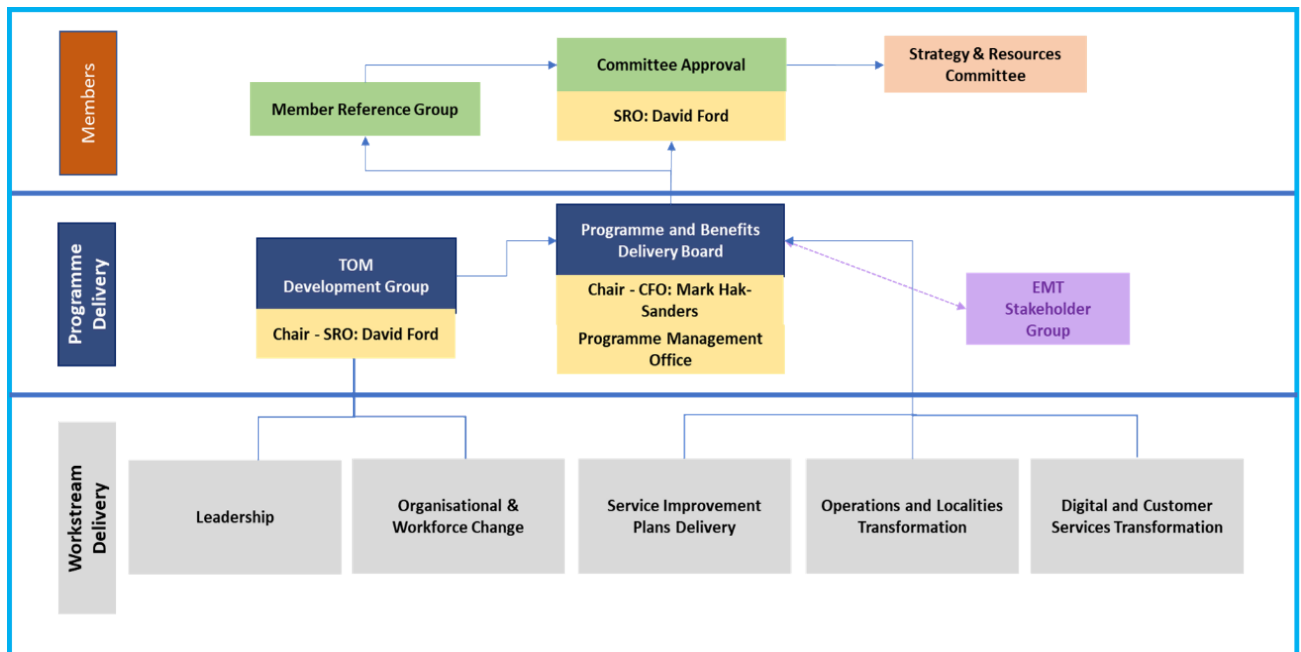 Members
Member Reference Group
Committee Approval
SRO: David Ford
Strategy & Resources
Committee
Programme
Delivery
TOM
Development Group
Chair - SRO: David Ford
Programme and Benefits
Delivery Board
Chair - CFO: Mark Hak-
Sanders
Programme Management
Office
EMT
Stakeholder
Group
Workstream
Delivery
Leadership
Organisational &
Workforce Change
Service Improvement
Plans Delivery
Operations and Localities
Transformation
Digital and Customer
Services Transformation